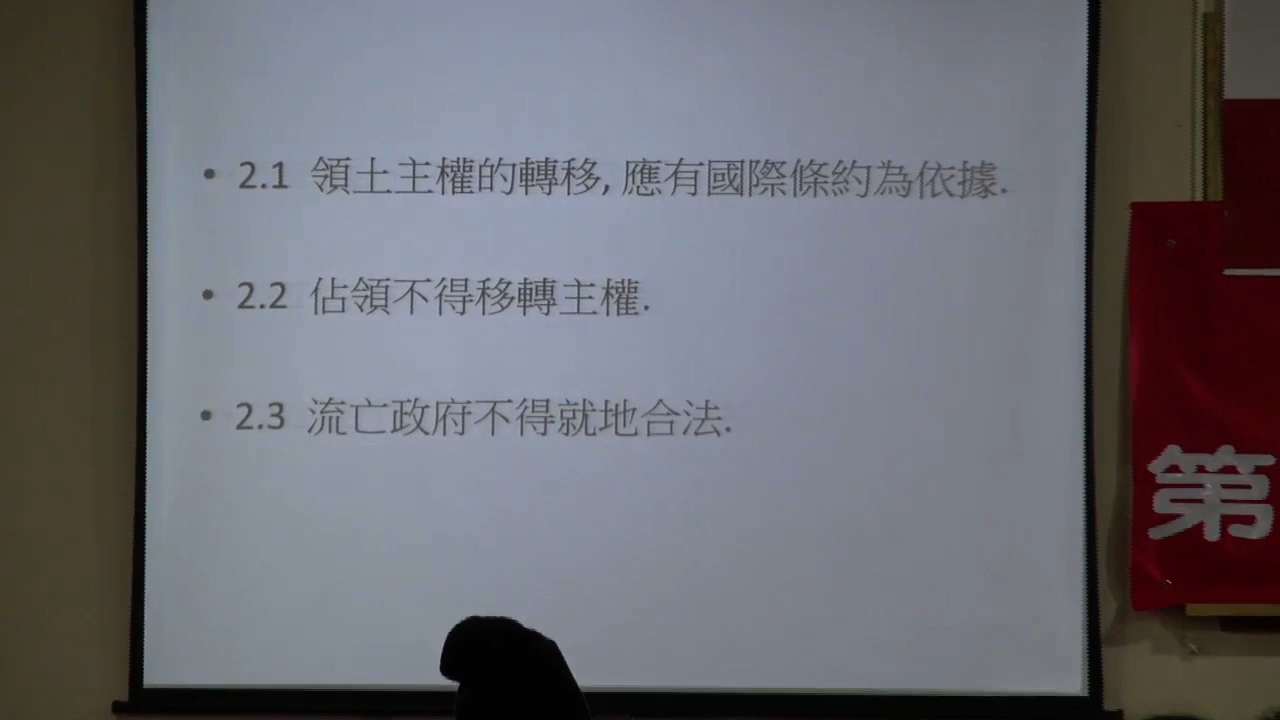 • 2.1 領土主權的轉移, 應有國際條約為依據.
• 2.2 佔領不得移轉主權.
• 2.3 流亡政府不得就地合法.
第